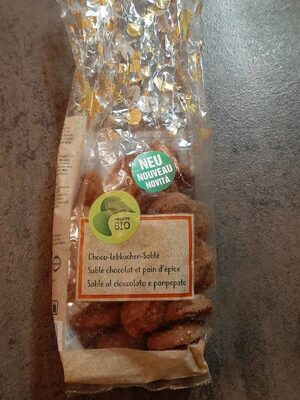 NEU
NOUVEAU
NOVITÀ
BIO
Choco-Lebkuchen-Sablé
Sablé chocolat et pain d'épice
Sablé al cioccolato e panpepato